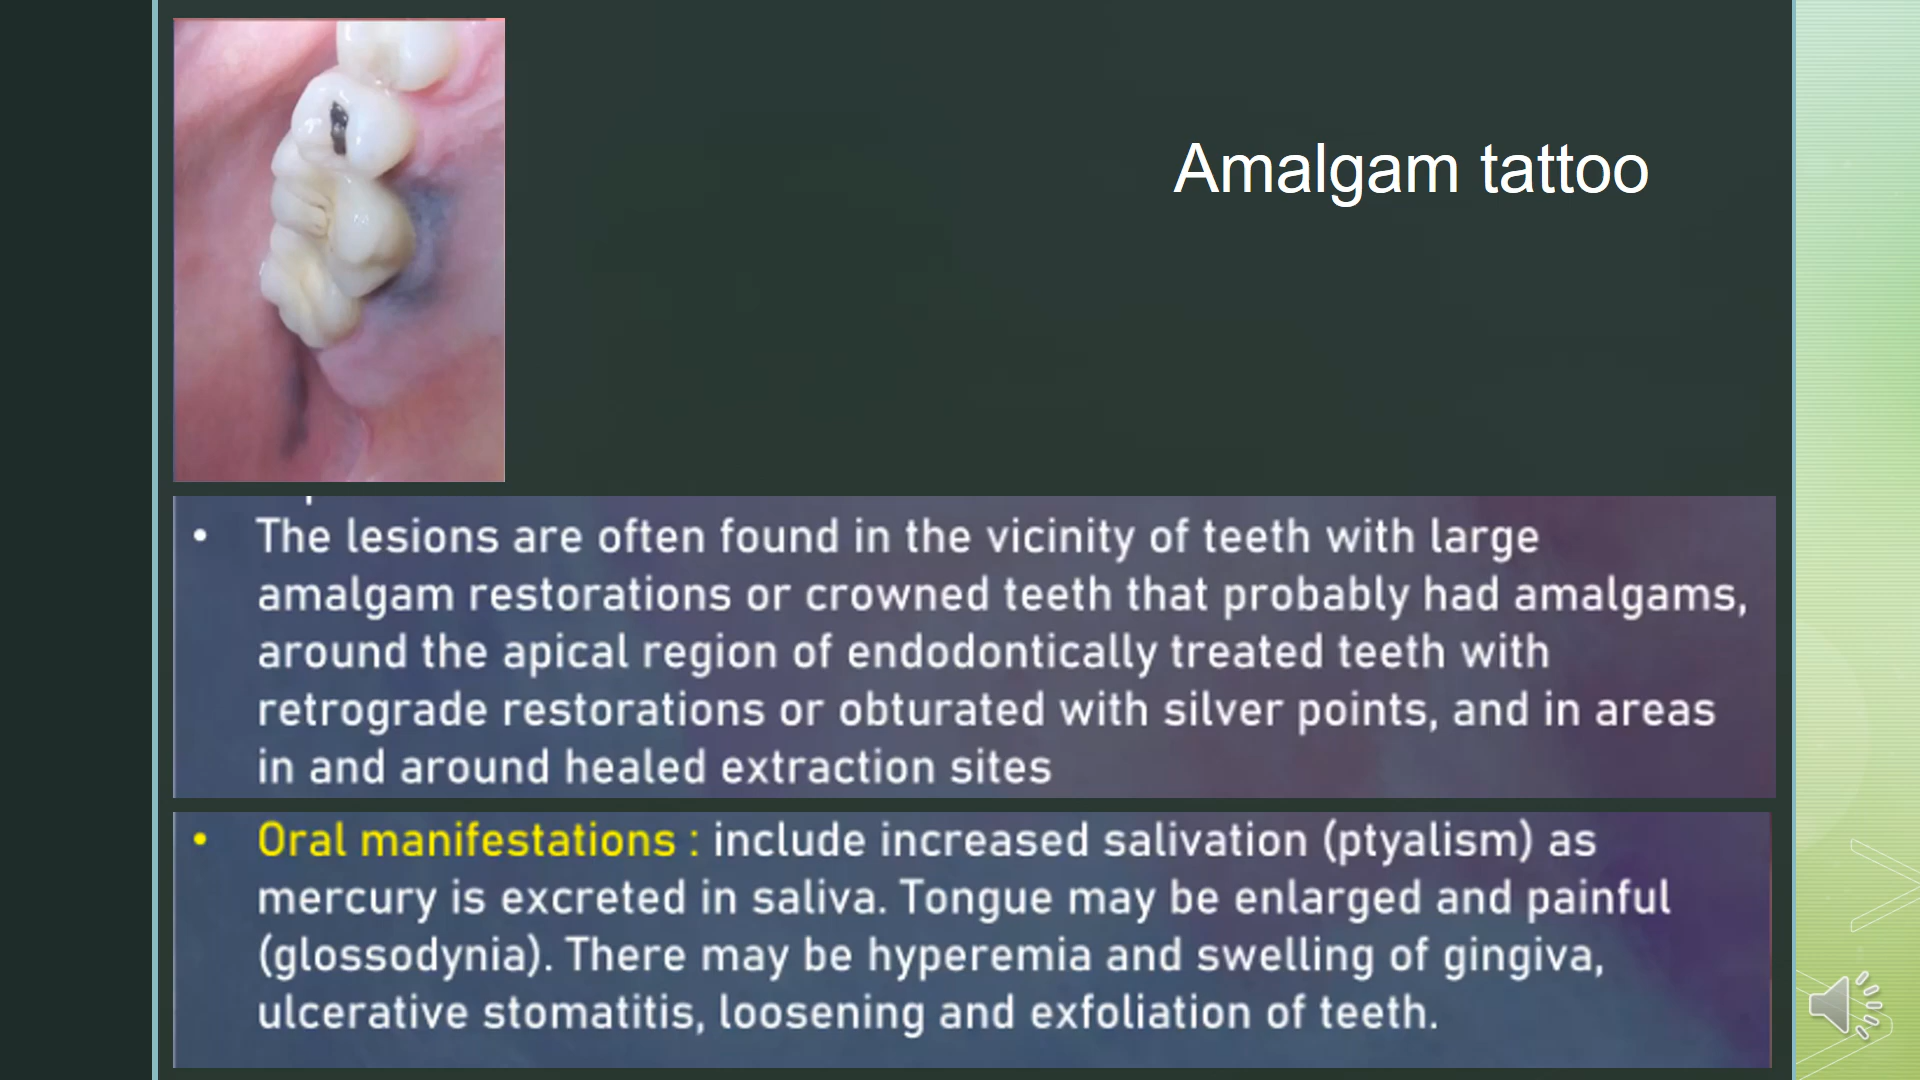 Amalgam tattoo
• The lesions are often found in the vicinity of teeth with large
amalgam restorations or crowned teeth that probably had amalgams,
around the apical region of endodontically treated teeth with
retrograde restorations or obturated with silver points, and in areas
in and around healed extraction sites
• Oral manifestations : include increased salivation (ptyalism) as
mercury is excreted in saliva. Tongue may be enlarged and painful
(glossodynia). There may be hyperemia and swelling of gingiva,
ulcerative stomatitis, loosening and exfoliation of teeth.